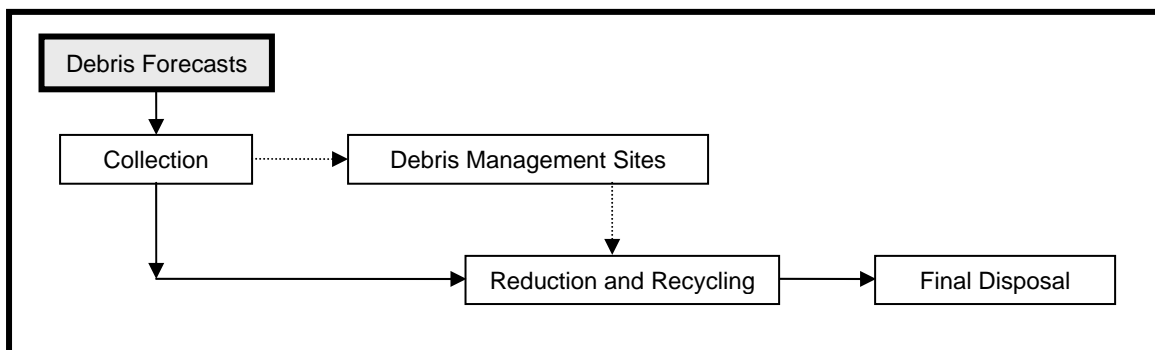 Debris Forecasts
Collection
Debris Management Sites
Reduction and Recycling
Final Disposal